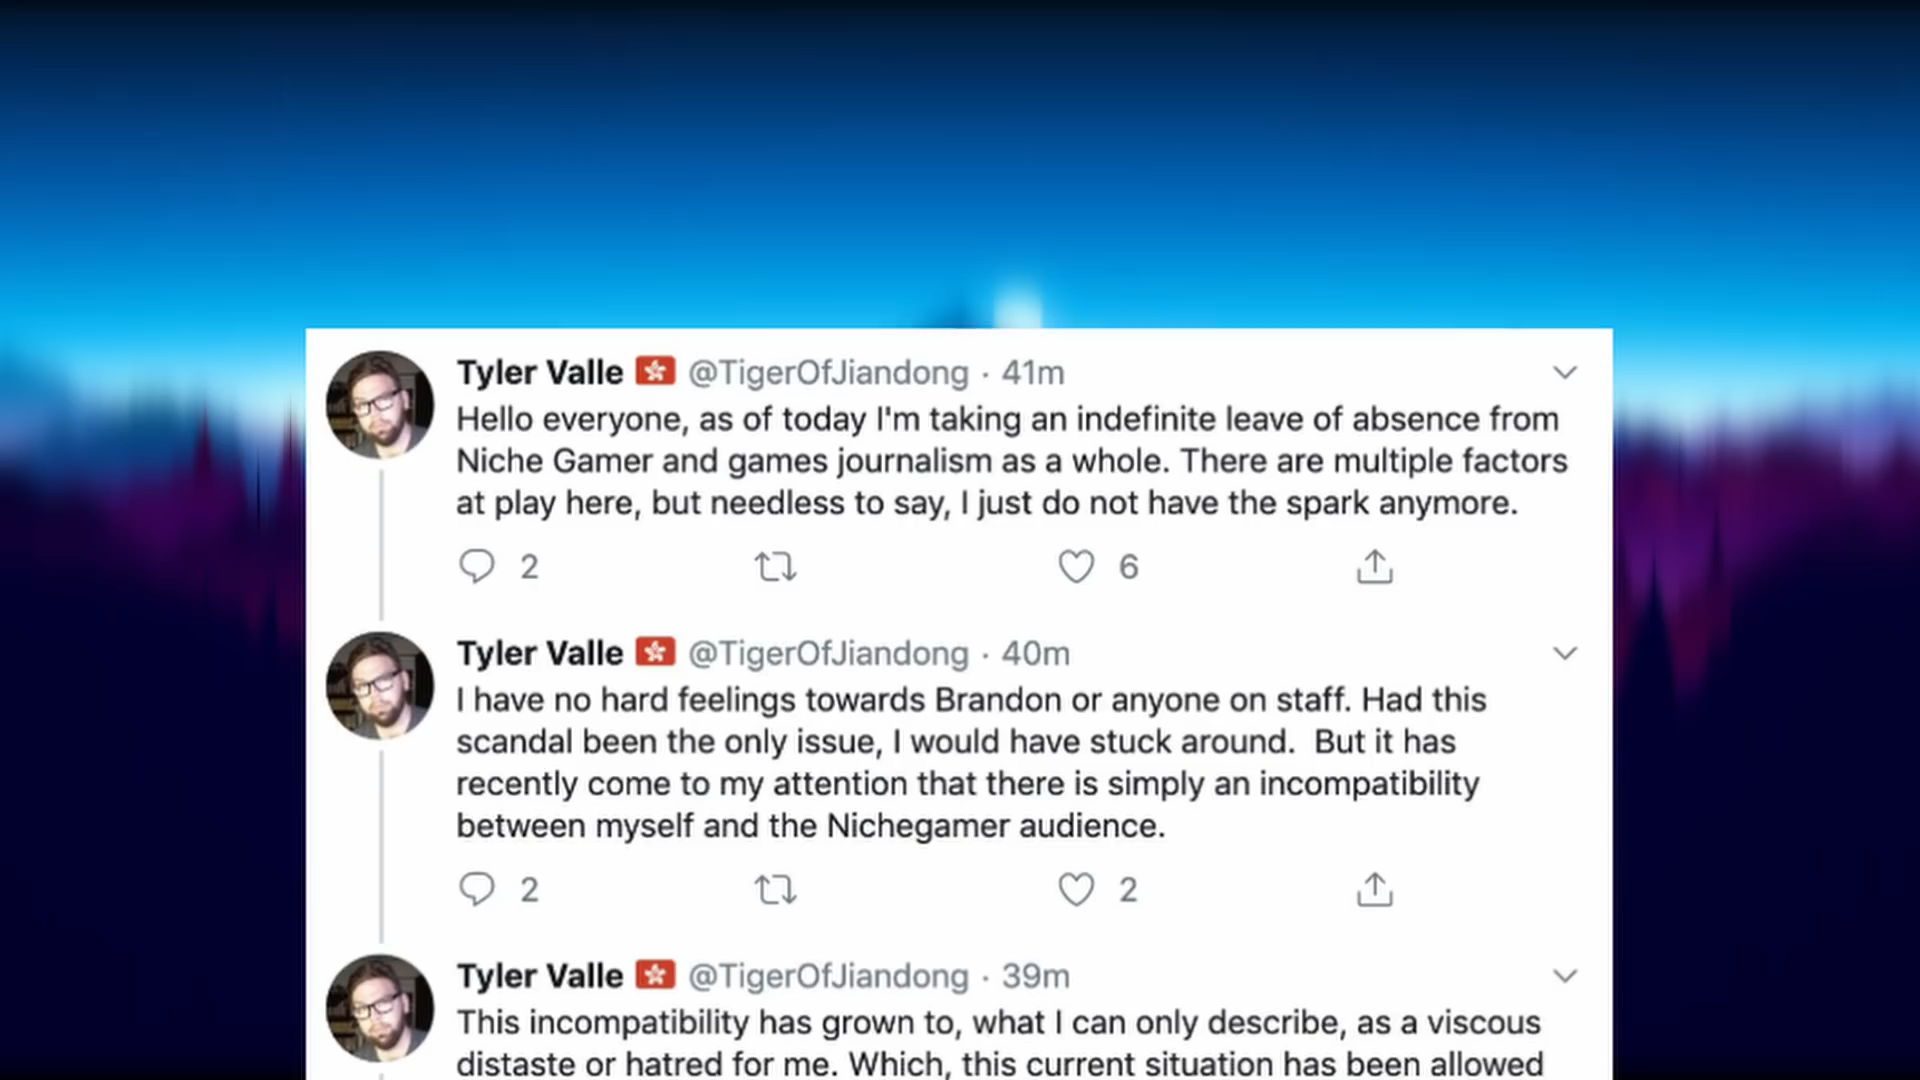 Tyler Valle 🇭🇰 @TigerOfJiandong · 41m
Hello everyone, as of today I'm taking an indefinite leave of absence from
Niche Gamer and games journalism as a whole. There are multiple factors
at play here, but needless to say, I just do not have the spark anymore.
2 6
Tyler Valle 🇭🇰 @TigerOfJiandong · 40m
I have no hard feelings towards Brandon or anyone on staff. Had this
scandal been the only issue, I would have stuck around.  But it has
recently come to my attention that there is simply an incompatibility
between myself and the Nichegamer audience.
2 2
Tyler Valle 🇭🇰 @TigerOfJiandong · 39m
This incompatibility has grown to, what I can only describe, as a viscous
distaste or hatred for me. Which, this current situation has been allowed